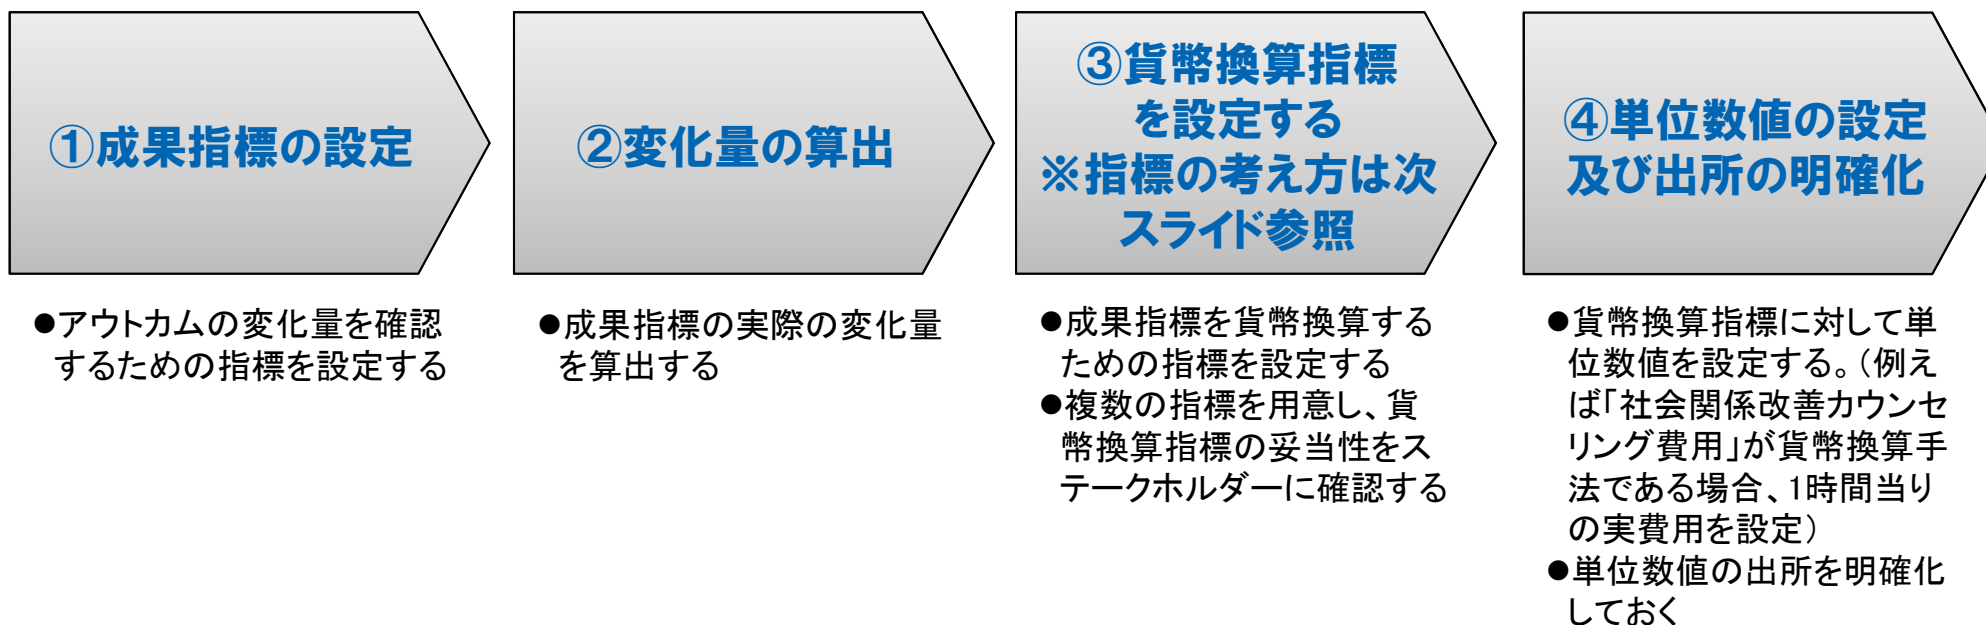 ①成果指標の設定
②変化量の算出
③貨幣換算指標
を設定する
※指標の考え方は次
スライド参照
④単位数値の設定
及び出所の明確化
●アウトカムの変化量を確認
するための指標を設定する
●成果指標の実際の変化量
を算出する
●成果指標を貨幣換算する
ための指標を設定する
●複数の指標を用意し、貨
幣換算指標の妥当性をス
テークホルダーに確認する
●貨幣換算指標に対して単
位数値を設定する。（例え
ば「社会関係改善カウンセ
リング費用」が貨幣換算手
法である場合、1時間当り
の実費用を設定）
●単位数値の出所を明確化
しておく